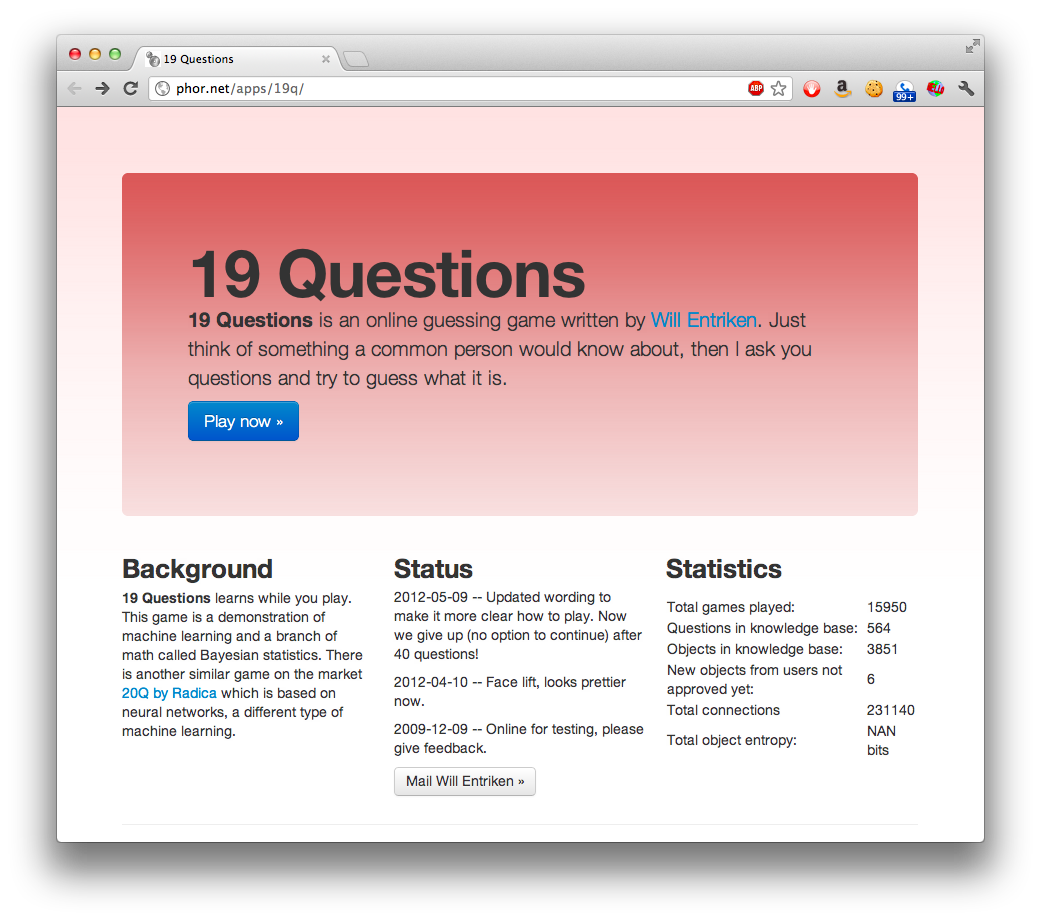 19 Questions
phor.net/apps/19q/
ABP
a
99+
19 Questions
19 Questions is an online guessing game written by Will Entriken. Just
think of something a common person would know about, then I ask you
questions and try to guess what it is.
Play now »
Background
19 Questions learns while you play.
This game is a demonstration of
machine learning and a branch of
math called Bayesian statistics. There
is another similar game on the market
20Q by Radica which is based on
neural networks, a different type of
machine learning.
Status
2012-05-09 -- Updated wording to
make it more clear how to play. Now
we give up (no option to continue) after
40 questions!
2012-04-10 -- Face lift, looks prettier
now.
2009-12-09 -- Online for testing, please
give feedback.
Mail Will Entriken »
Statistics
Total games played: 15950
Questions in knowledge base: 564
Objects in knowledge base: 3851
New objects from users not
approved yet: 6
Total connections 231140
Total object entropy: NAN
bits